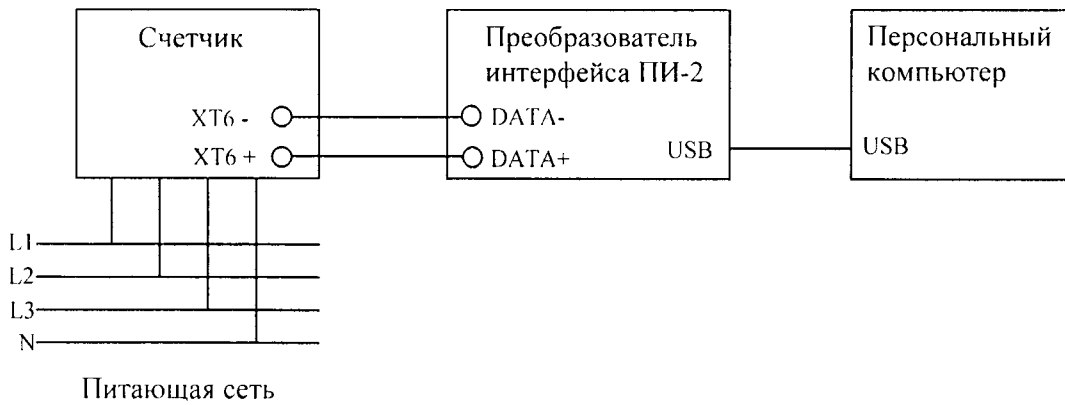 Счетчик
XT6 -
XT6 +
Преобразователь
интерфейса ПИ-2
DATA-
DATA+
USB
Персональный
компьютер
USB
L1
L2
L3
N
Питающая сеть